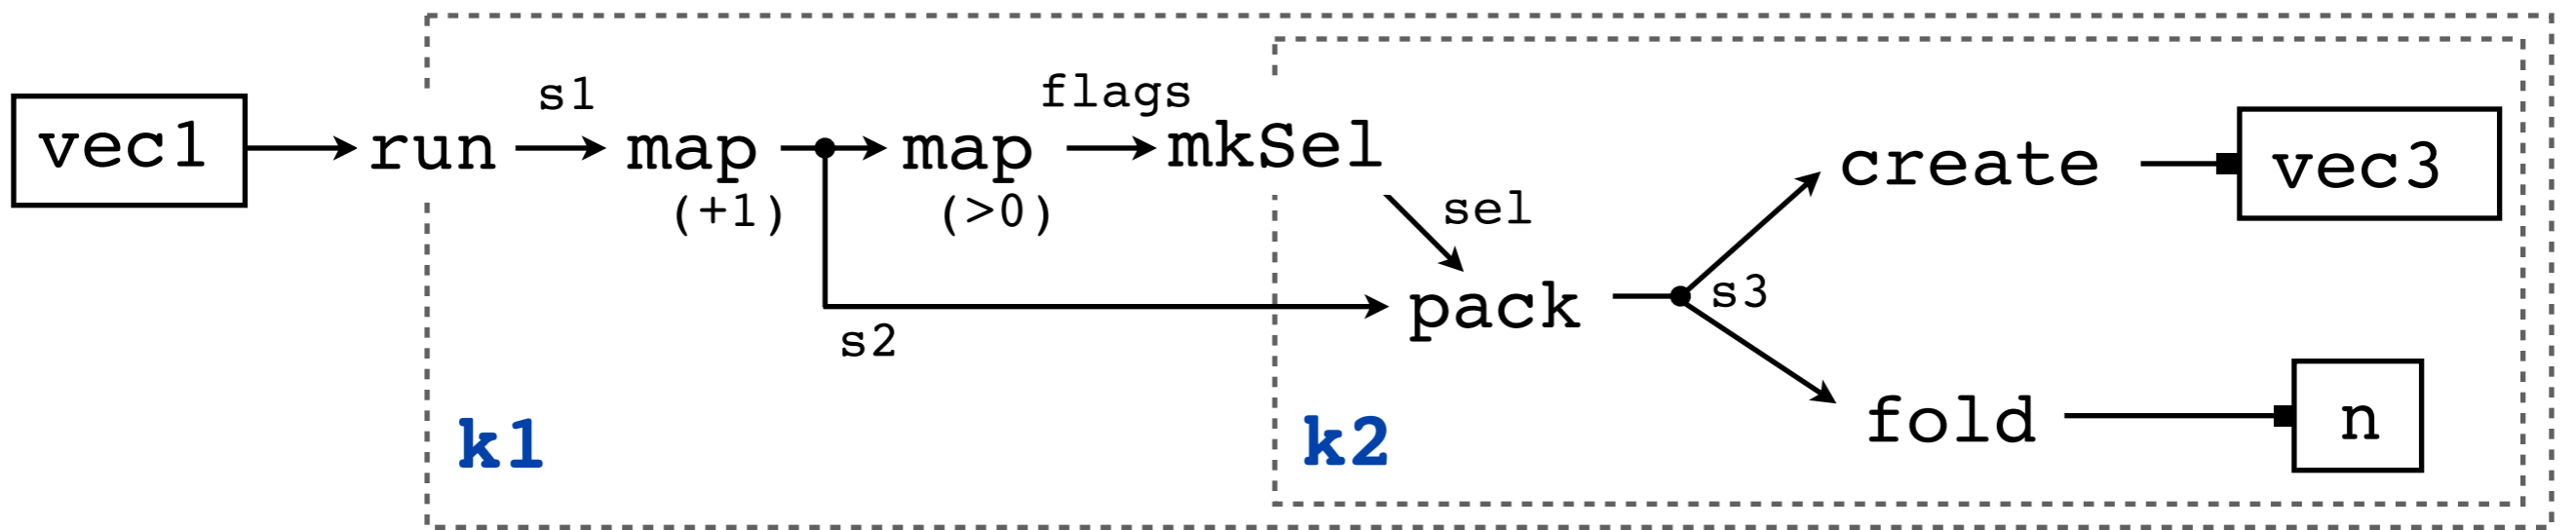 s1
flags
vec1
run
map
map
mkSel
create
vec3
(+1)
(>0)
sel
s2
pack
s3
k1
k2
fold
n